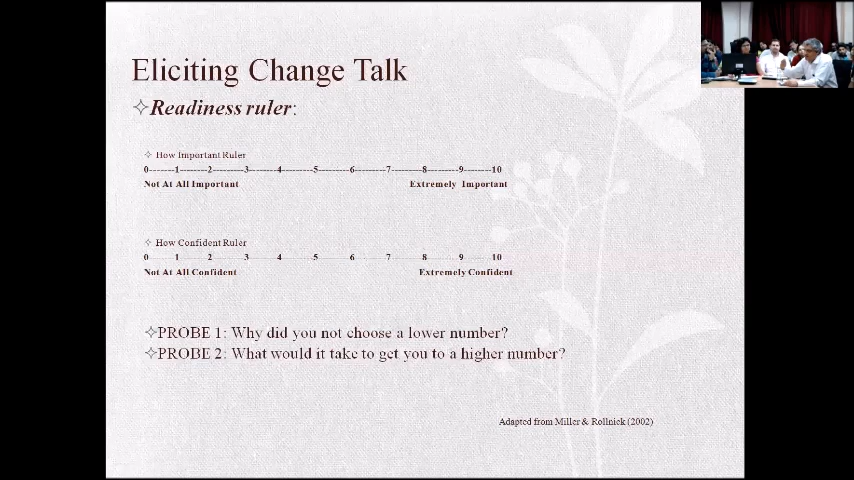 Eliciting Change Talk
Readiness ruler:
How Important Ruler
0-------1-------2--------3--------4---------5---------6---------7---------8---------9--------10
Not At All Important Extremely Important
How Confident Ruler
0-------1-------2--------3--------4---------5---------6---------7---------8---------9--------10
Not At All Confident Extremely Confident
PROBE 1: Why did you not choose a lower number?
PROBE 2: What would it take to get you to a higher number?
Adapted from Miller & Rollnick (2002)